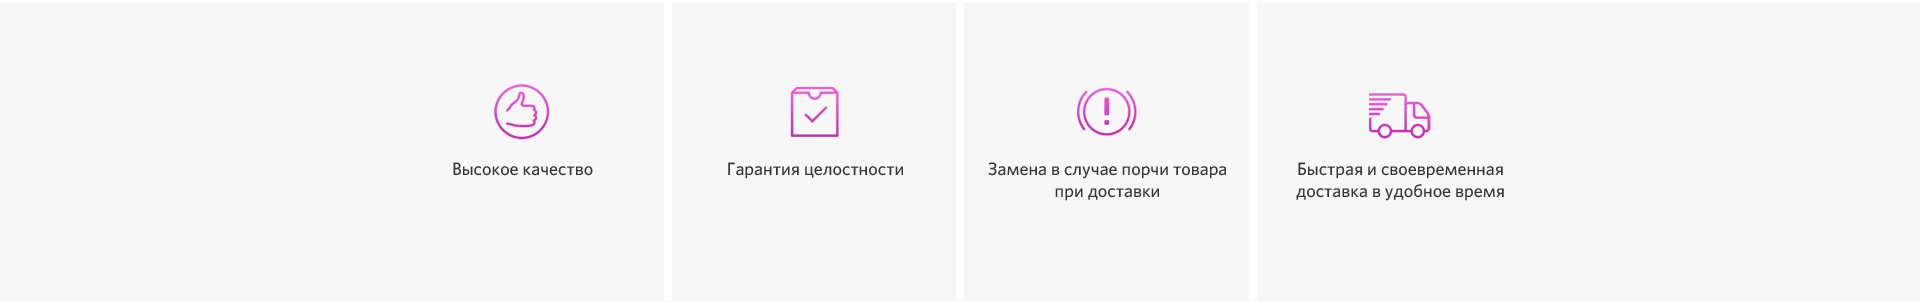 Высокое качество
Гарантия целостности
Замена в случае порчи товара
при доставки
Быстрая и своевременная
доставка в удобное время